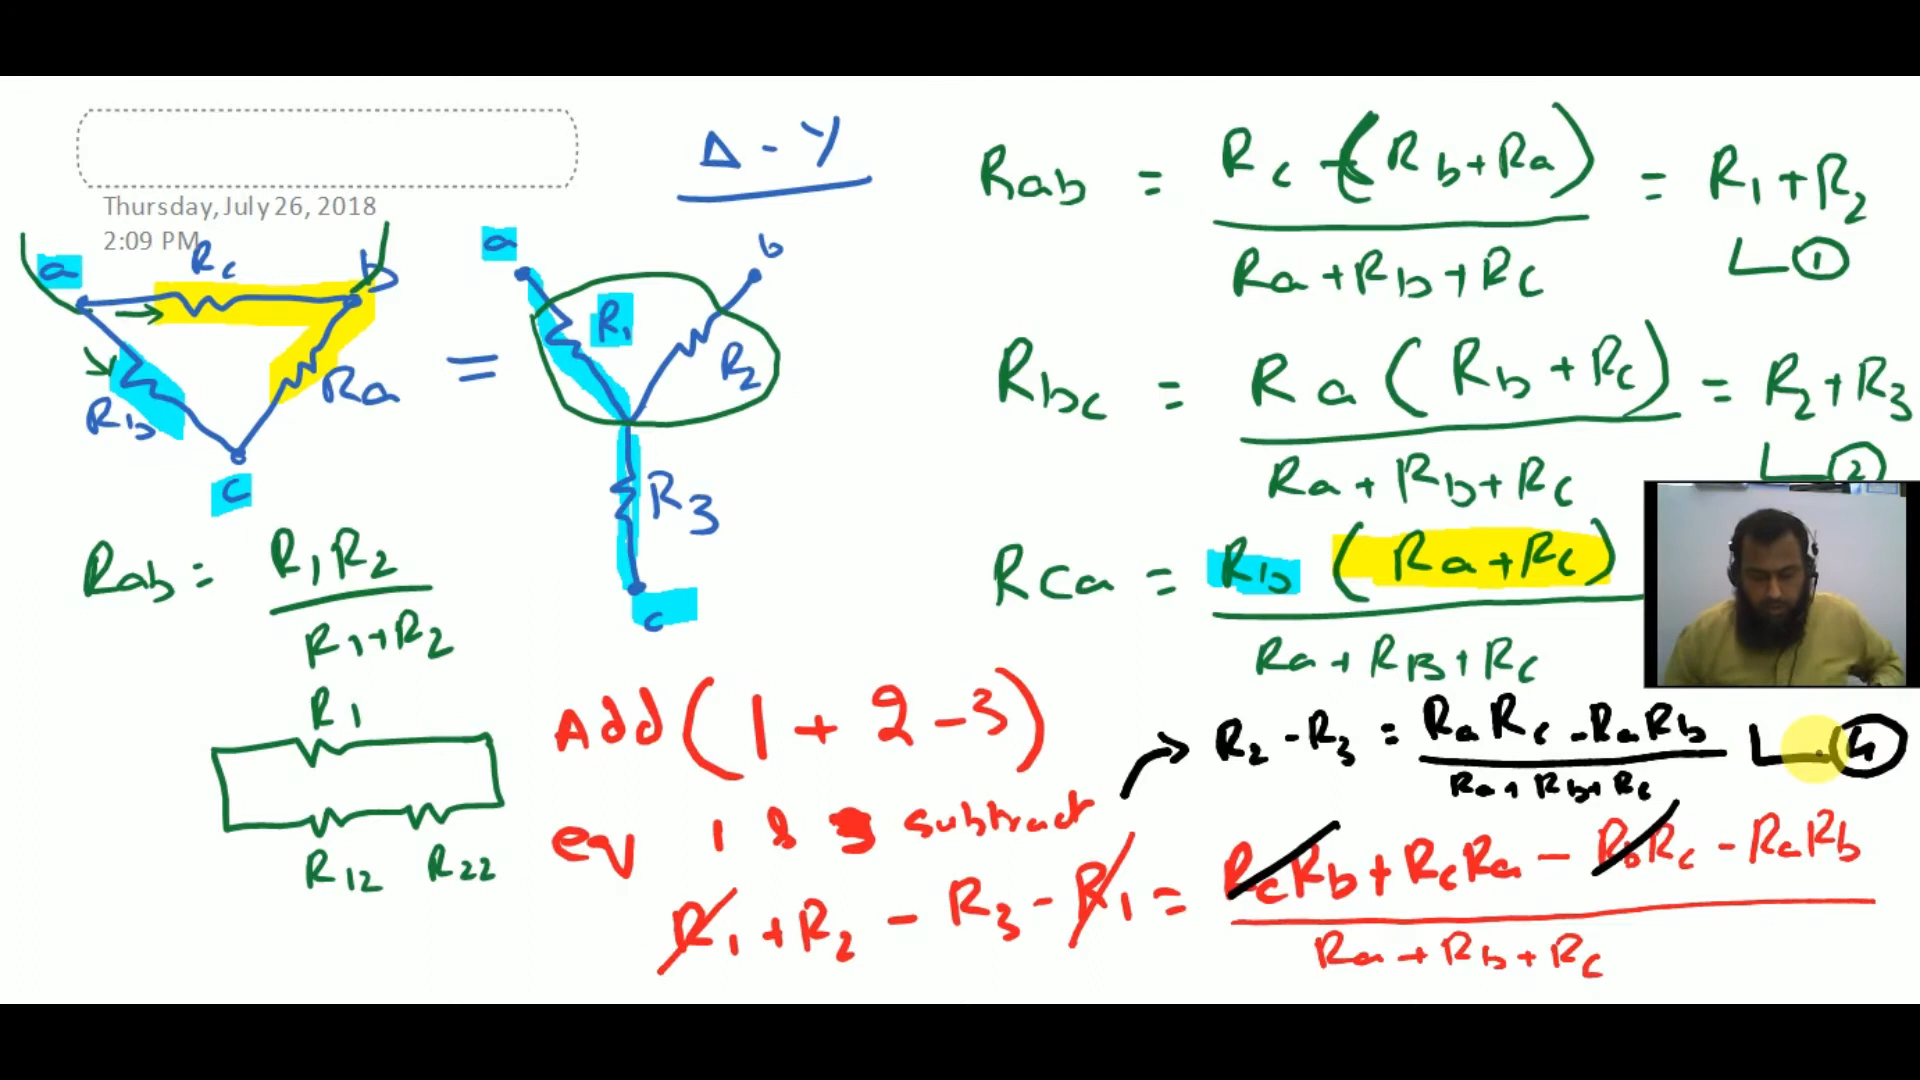 Δ - Y
Thursday, July 26, 2018
2:09 PM
a
Rc
b
Rb
Ra
c
=
a
b
R1
R2
R3
c
Rab = Rc (Rb+Ra) / Ra+Rb+Rc = R1+R2
1
Rbc = Ra (Rb+Rc) / Ra+Rb+Rc = R2+R3
2
Rca = Rb (Ra+Rc) / Ra+RB+Rc
Rab = R1R2 / R1+R2
R1
R12 R22
Add (1+2-3)
eq 1 & 3 subtract
R2 -R3 = RaRc -RaRb / Ra+Rb+Rc
4
R1 +R2 - R3 - R1 = RcRb+RcRa - RbRc - RaRb / Ra+Rb+Rc